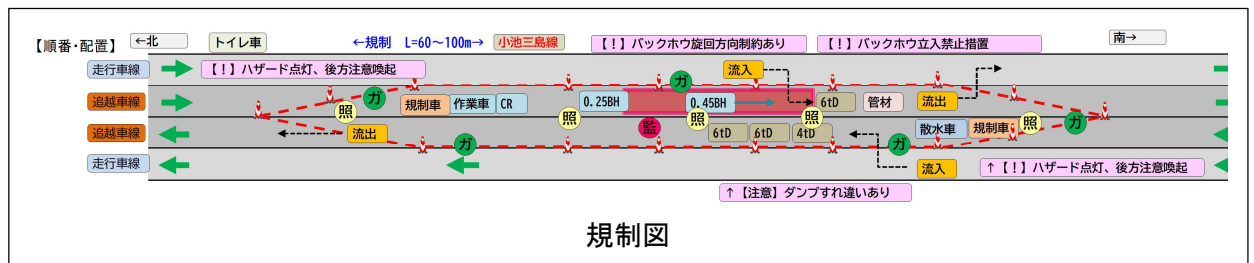 【順番・配置】 ←北 トイレ車 ←規制 L=60～100m→ 小池三島線 【！】バックホウ旋回方向制約あり 【！】バックホウ立入禁止措置 南→
走行車線 【！】ハザード点灯、後方注意喚起 流入
ガ ガ
追越車線 規制車 作業車 CR 0.25BH 0.45BH 6tD 管材 流出
照 照 照 照 照 ガ
追越車線 流出 監 6tD 6tD 4tD 散水車 規制車
ガ ガ
走行車線 流入 ↑【！】ハザード点灯、後方注意喚起
↑【注意】ダンプすれ違いあり
規制図